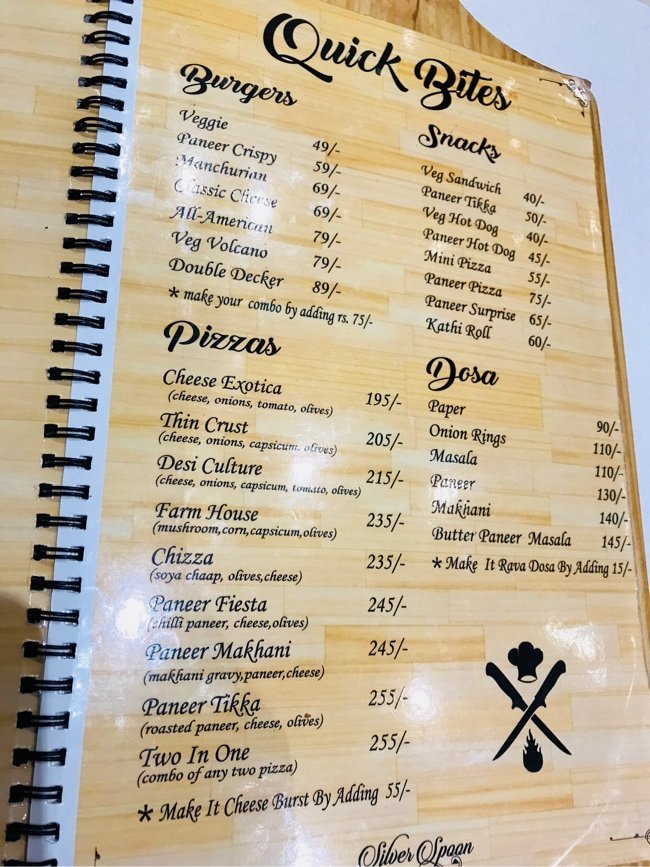 Quick Bites
Burgers
Veggie 49/-
Paneer Crispy 59/-
Manchurian 69/-
Classic Cheese 69/-
All-American 79/-
Veg Volcano 79/-
Double Decker 89/-
* make your combo by adding rs. 75/-
Pizzas
Cheese Exotica 195/-
(cheese, onions, tomato, olives)
Thin Crust 205/-
(cheese, onions, capsicum, olives)
Desi Culture 215/-
(cheese, onions, capsicum, tomato, olives)
Farm House 235/-
(mushroom,corn,capsicum,olives)
Chizza 235/-
(soya chaap, olives,cheese)
Paneer Fiesta 245/-
(chilli paneer, cheese,olives)
Paneer Makhani 245/-
(makhani gravy,paneer,cheese)
Paneer Tikka 255/-
(roasted paneer, cheese, olives)
Two In One 255/-
(combo of any two pizza)
* Make It Cheese Burst By Adding 55/-
Snacks
Veg Sandwich 40/-
Paneer Tikka 50/-
Veg Hot Dog 40/-
Paneer Hot Dog 45/-
Mini Pizza 55/-
Paneer Pizza 75/-
Paneer Surprise 65/-
Kathi Roll 60/-
Dosa
Paper 90/-
Onion Rings 110/-
Masala 110/-
Paneer 130/-
Makhani 140/-
Butter Paneer Masala 145/-
* Make It Rava Dosa By Adding 15/-
Silver Spoon